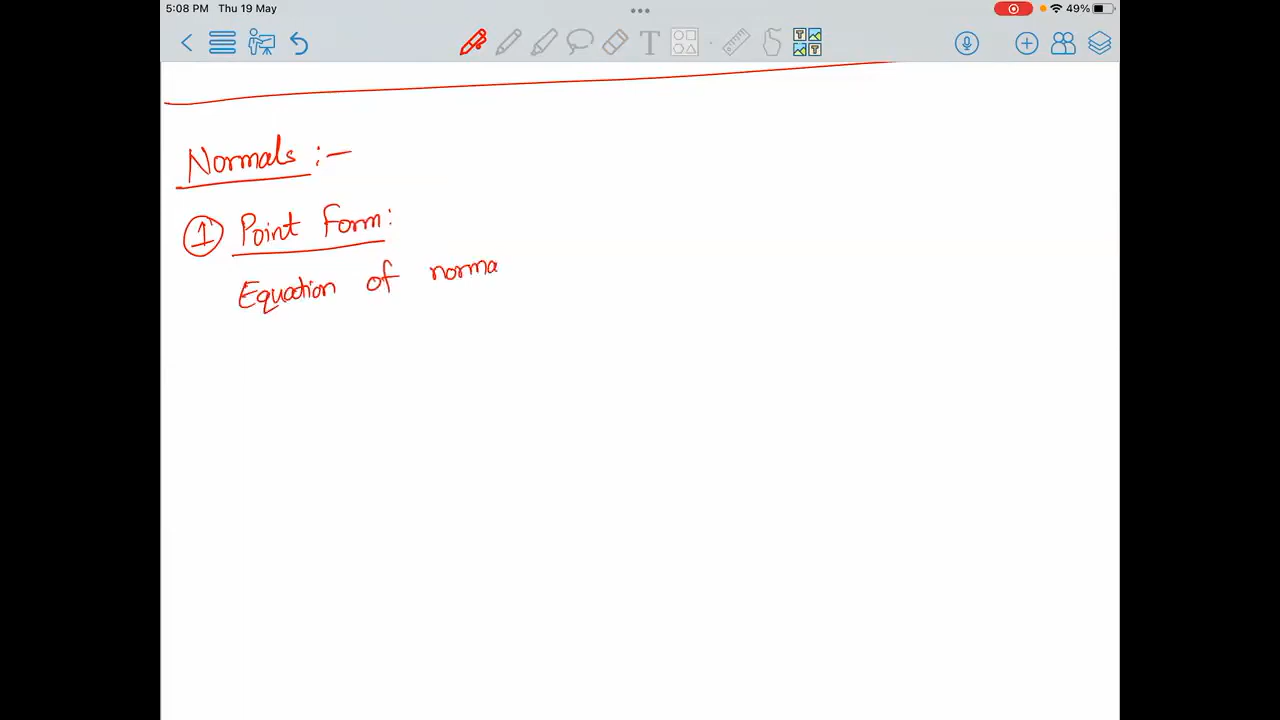 5:08 PM Thu 19 May 49%
Normals :-
1 Point Form:
Equation of norma